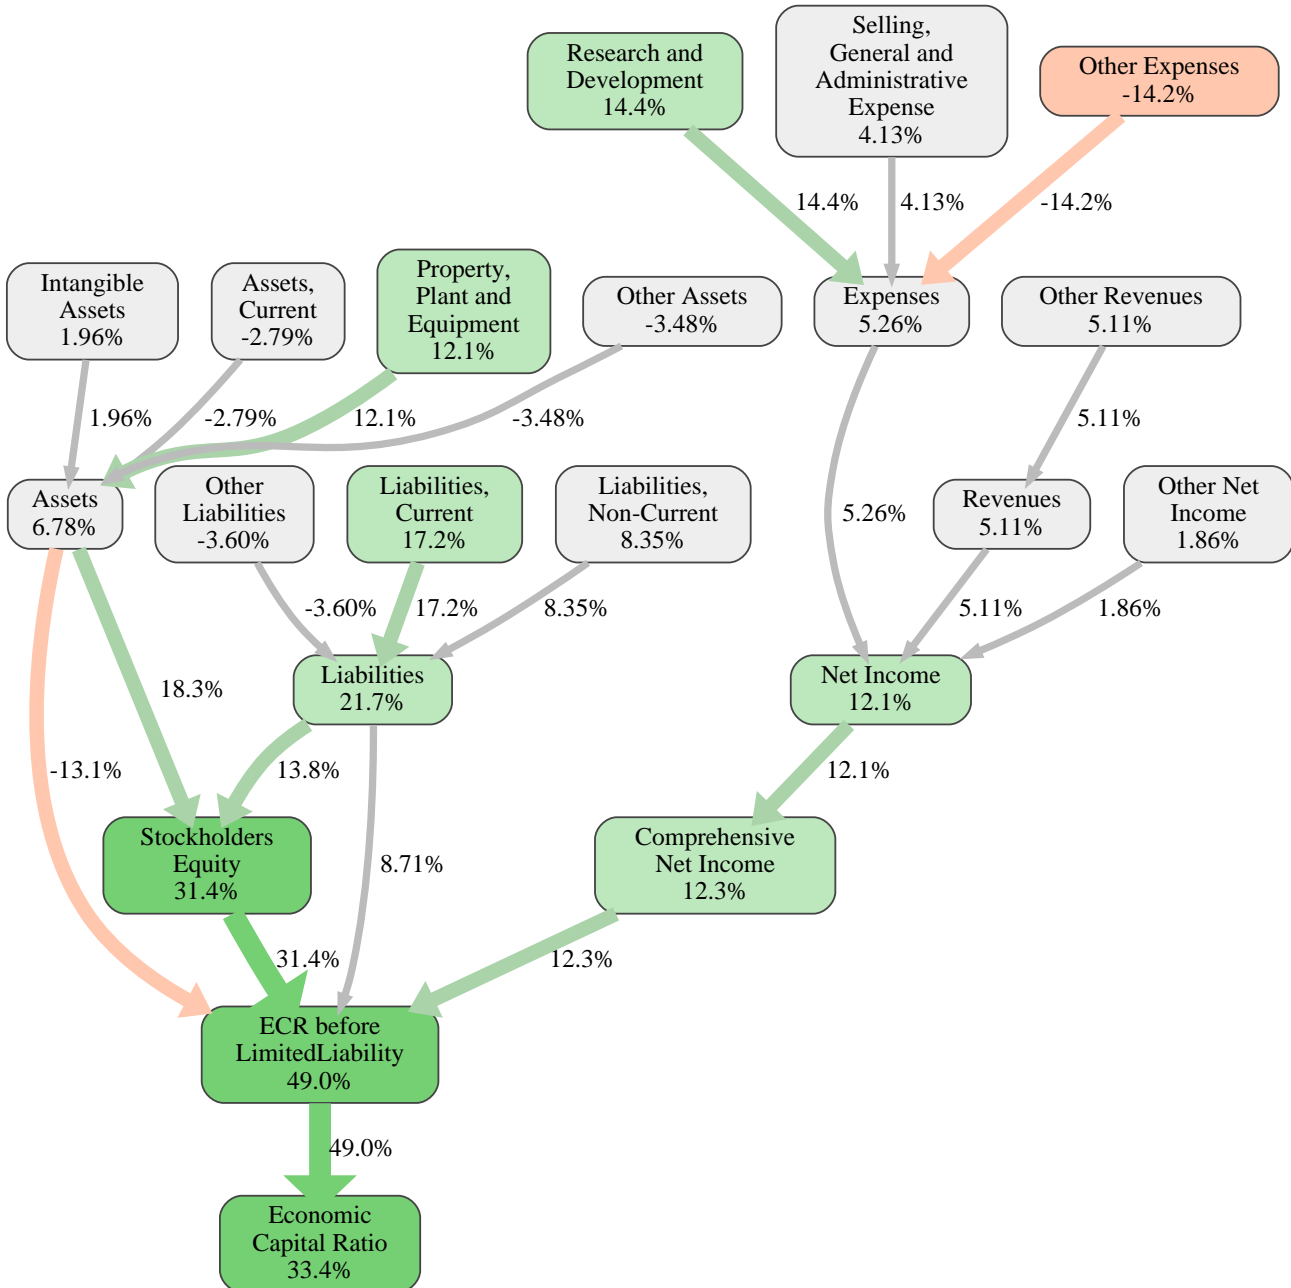 Research and
Development
14.4%
Selling,
General and
Administrative
Expense
4.13%
Other Expenses
-14.2%
14.4%
4.13%
-14.2%
Intangible
Assets
1.96%
Assets,
Current
-2.79%
Property,
Plant and
Equipment
12.1%
Other Assets
-3.48%
Expenses
5.26%
Other Revenues
5.11%
1.96%
-2.79%
12.1%
-3.48%
5.11%
Assets
6.78%
Other
Liabilities
-3.60%
Liabilities,
Current
17.2%
Liabilities,
Non-Current
8.35%
5.26%
Revenues
5.11%
Other Net
Income
1.86%
-3.60%
17.2%
8.35%
5.11%
1.86%
18.3%
Liabilities
21.7%
Net Income
12.1%
-13.1%
13.8%
12.1%
Stockholders
Equity
31.4%
8.71%
Comprehensive
Net Income
12.3%
31.4%
12.3%
ECR before
LimitedLiability
49.0%
49.0%
Economic
Capital Ratio
33.4%